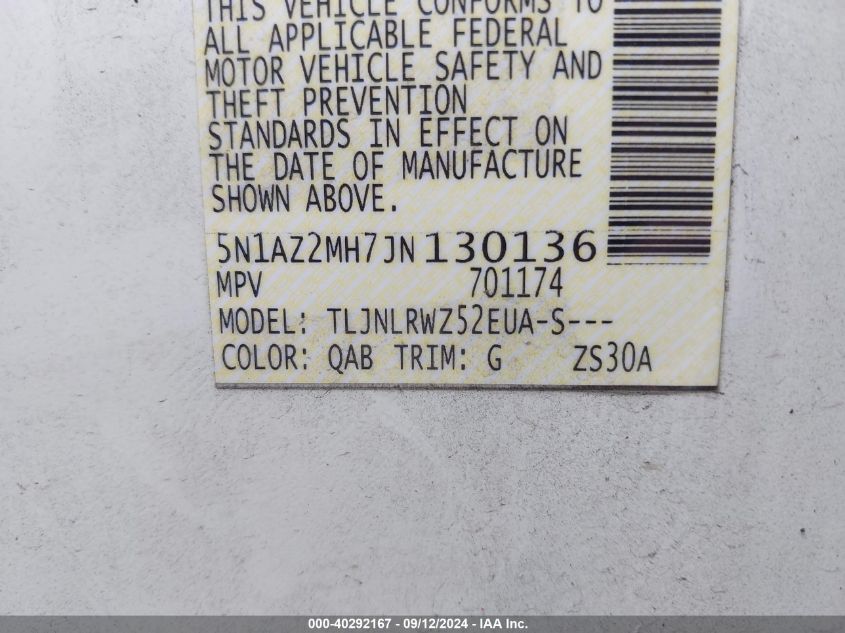 THIS VEHICLE CONFORMS TO
ALL APPLICABLE FEDERAL
MOTOR VEHICLE SAFETY AND
THEFT PREVENTION
STANDARDS IN EFFECT ON
THE DATE OF MANUFACTURE
SHOWN ABOVE.
5N1AZ2MH7JN130136
MPV 701174
MODEL: TLJNLRWZ52EUA-S---
COLOR: QAB TRIM: G ZS30A
000-40292167 - 09/12/2024 - IAA Inc.